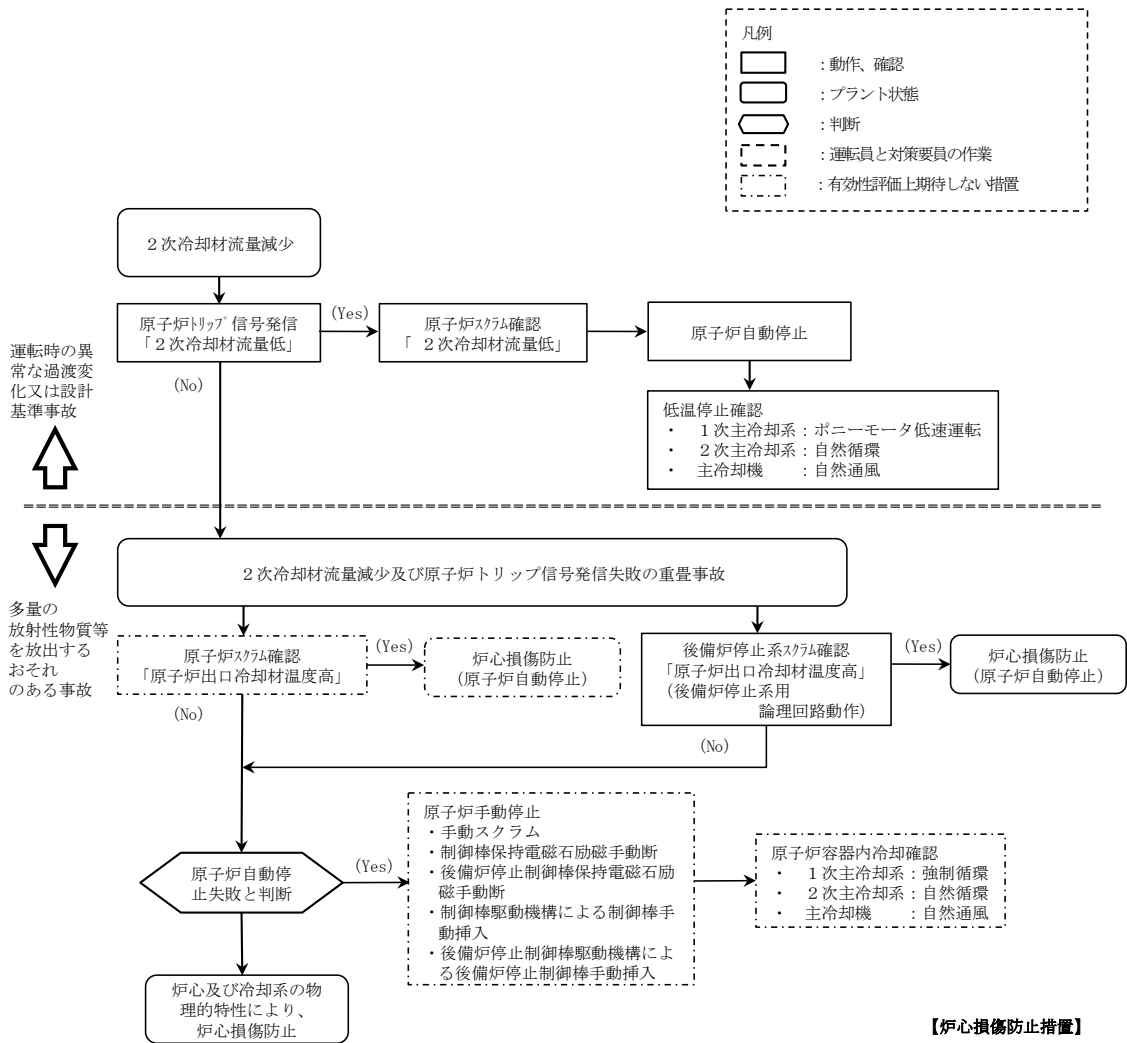 凡例
：動作、確認
：プラント状態
：判断
：運転員と対策要員の作業
：有効性評価上期待しない措置
２次冷却材流量減少
原子炉ﾄﾘｯﾌﾟ信号発信
「２次冷却材流量低」
(Yes)
原子炉ｽｸﾗﾑ確認
「 ２次冷却材流量低」
原子炉自動停止
(No)
運転時の異
常な過渡変
化又は設計
基準事故
低温停止確認
・ １次主冷却系：ポニーモータ低速運転
・ ２次主冷却系：自然循環
・ 主冷却機 ：自然通風
２次冷却材流量減少及び原子炉トリップ信号発信失敗の重畳事故
多量の
放射性物質等
を放出する
おそれ
のある事故
原子炉ｽｸﾗﾑ確認
「原子炉出口冷却材温度高」
(Yes)
炉心損傷防止
(原子炉自動停止)
後備炉停止系ｽｸﾗﾑ確認
「原子炉出口冷却材温度高」
（後備炉停止系用
論理回路動作）
(Yes)
炉心損傷防止
(原子炉自動停止)
(No)
(No)
原子炉自動停
止失敗と判断
(Yes)
原子炉手動停止
・手動スクラム
・制御棒保持電磁石励磁手動断
・後備炉停止制御棒保持電磁石励
磁手動断
・制御棒駆動機構による制御棒手
動挿入
・後備炉停止制御棒駆動機構によ
る後備炉停止制御棒手動挿入
原子炉容器内冷却確認
・ １次主冷却系：強制循環
・ ２次主冷却系：自然循環
・ 主冷却機 ：自然通風
炉心及び冷却系の物
理的特性により、
炉心損傷防止
【炉心損傷防止措置】